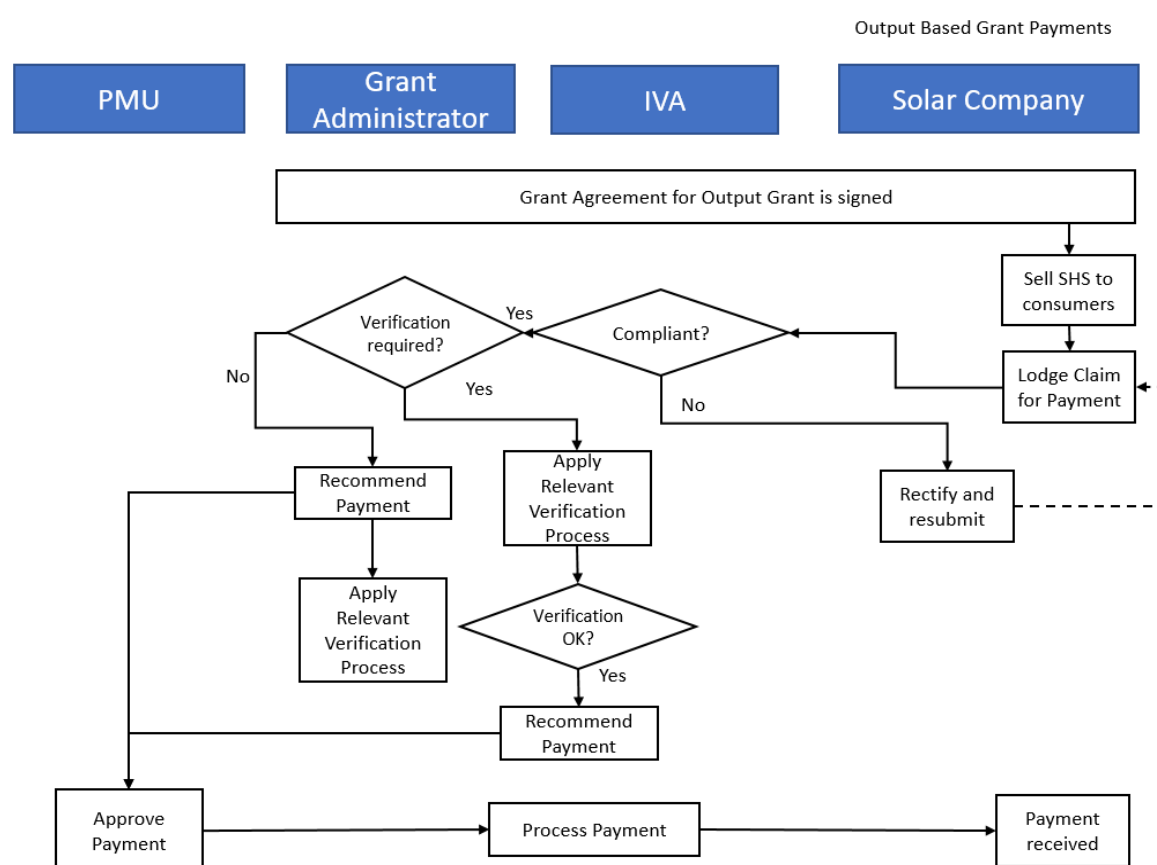 Output Based Grant Payments
PMU
Grant
Administrator
IVA
Solar Company
Grant Agreement for Output Grant is signed
Sell SHS to
consumers
Yes
Verification
required?
Compliant?
Lodge Claim
for Payment
No
Yes
No
Recommend
Payment
Apply
Relevant
Verification
Process
Rectify and
resubmit
Apply
Relevant
Verification
Process
Verification
OK?
Yes
Recommend
Payment
Approve
Payment
Process Payment
Payment
received